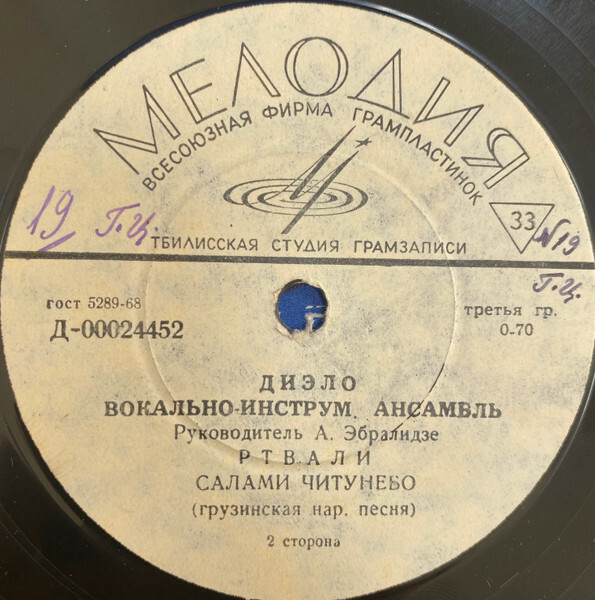 МЕЛОДИЯ
ВСЕСОЮЗНАЯ ФИРМА ГРАМПЛАСТИНОК
33
19 Г.Ц.
№19
ТБИЛИССКАЯ СТУДИЯ ГРАМЗАПИСИ
Г.Ц.
гост 5289-68
третья гр.
Д-00024452
0-70
ДИЭЛО
ВОКАЛЬНО-ИНСТРУМ. АНСАМБЛЬ
Руководитель А. Эбралидзе
РТВАЛИ
САЛАМИ ЧИТУНЕБО
(грузинская нар. песня)
2 сторона